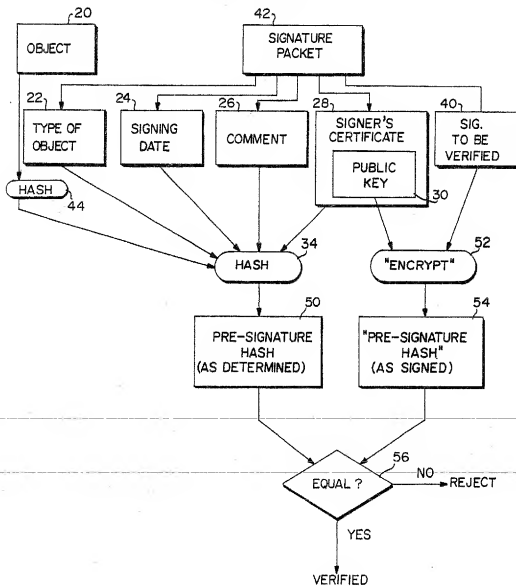 20
42
OBJECT
SIGNATURE
PACKET
22
24
26
28
40
TYPE OF
OBJECT
SIGNING
DATE
COMMENT
SIGNER'S
CERTIFICATE
PUBLIC
KEY
30
SIG.
TO BE
VERIFIED
HASH
44
HASH
34
"ENCRYPT"
52
50
PRE-SIGNATURE
HASH
(AS DETERMINED)
54
"PRE-SIGNATURE
HASH"
(AS SIGNED)
56
EQUAL ?
NO
REJECT
YES
VERIFIED